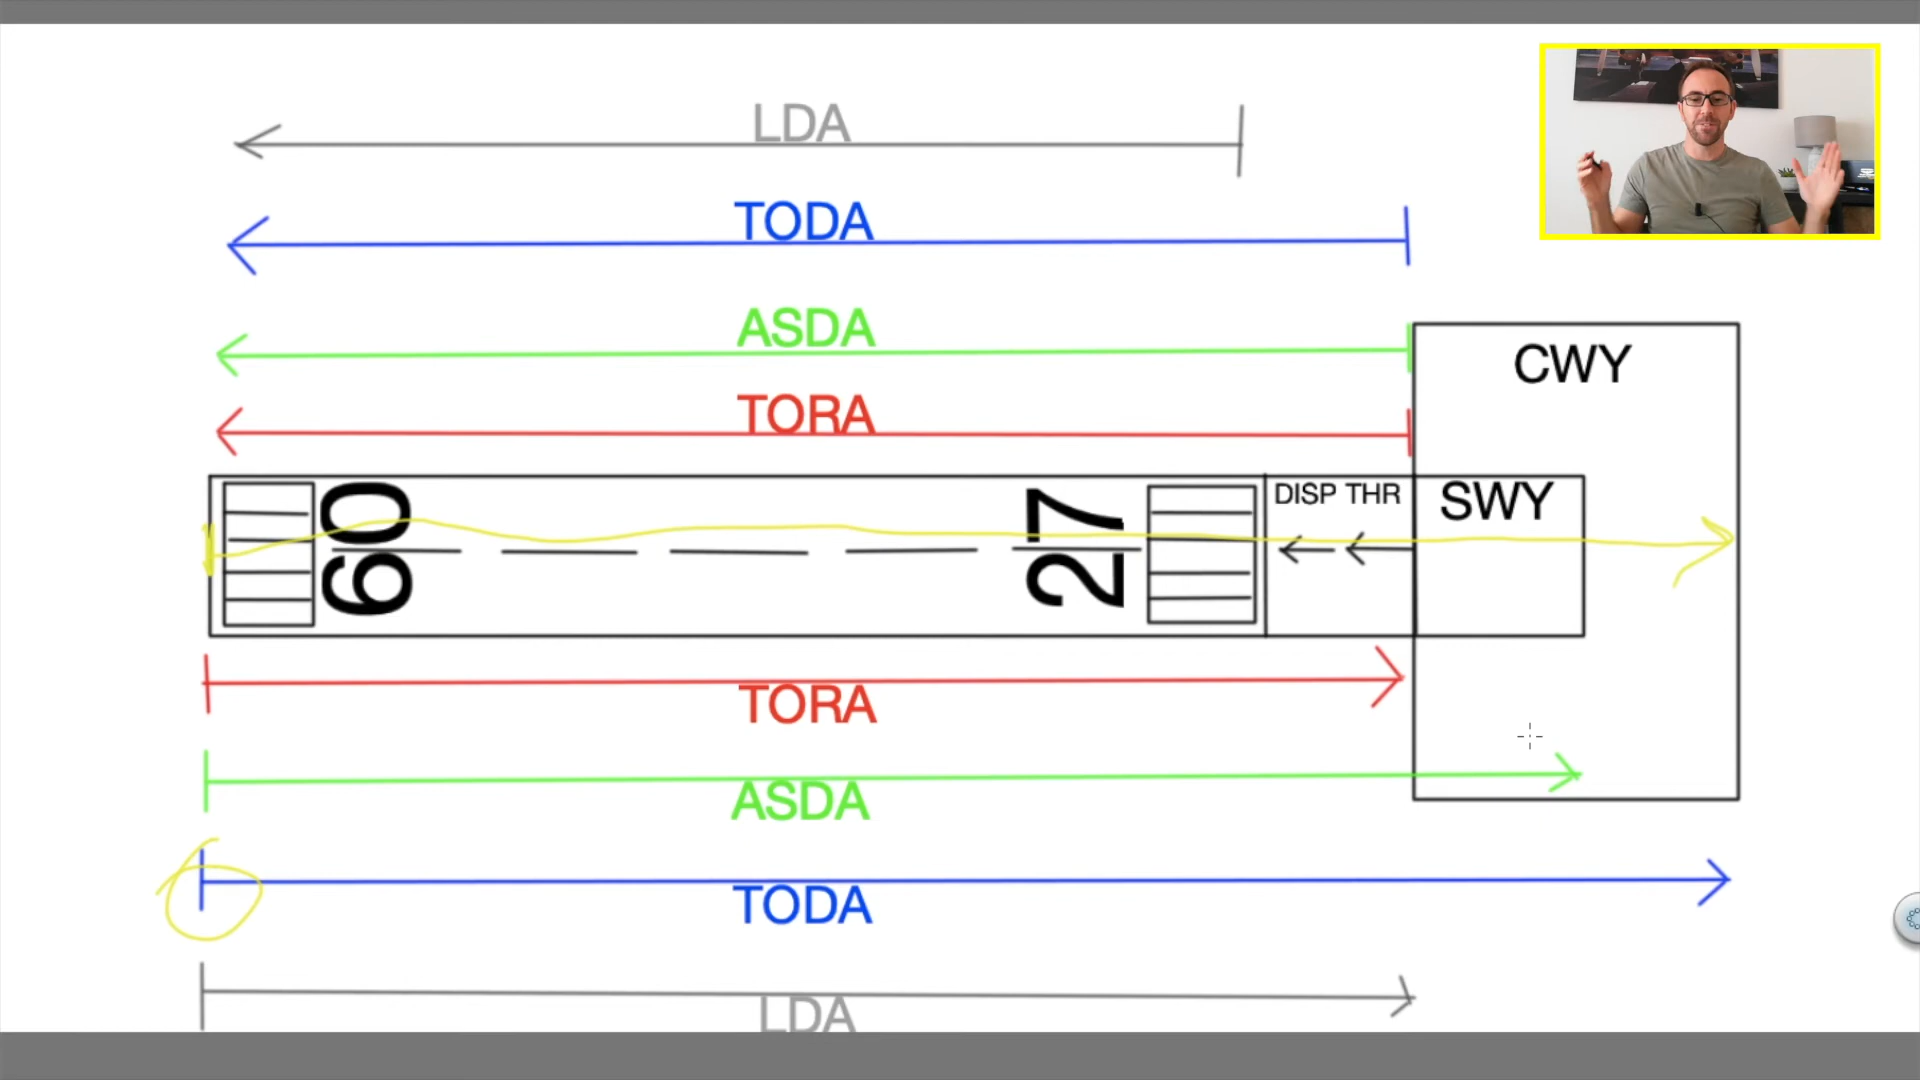 LDA
TODA
ASDA
CWY
TORA
09
27
DISP THR
SWY
TORA
ASDA
TODA
LDA